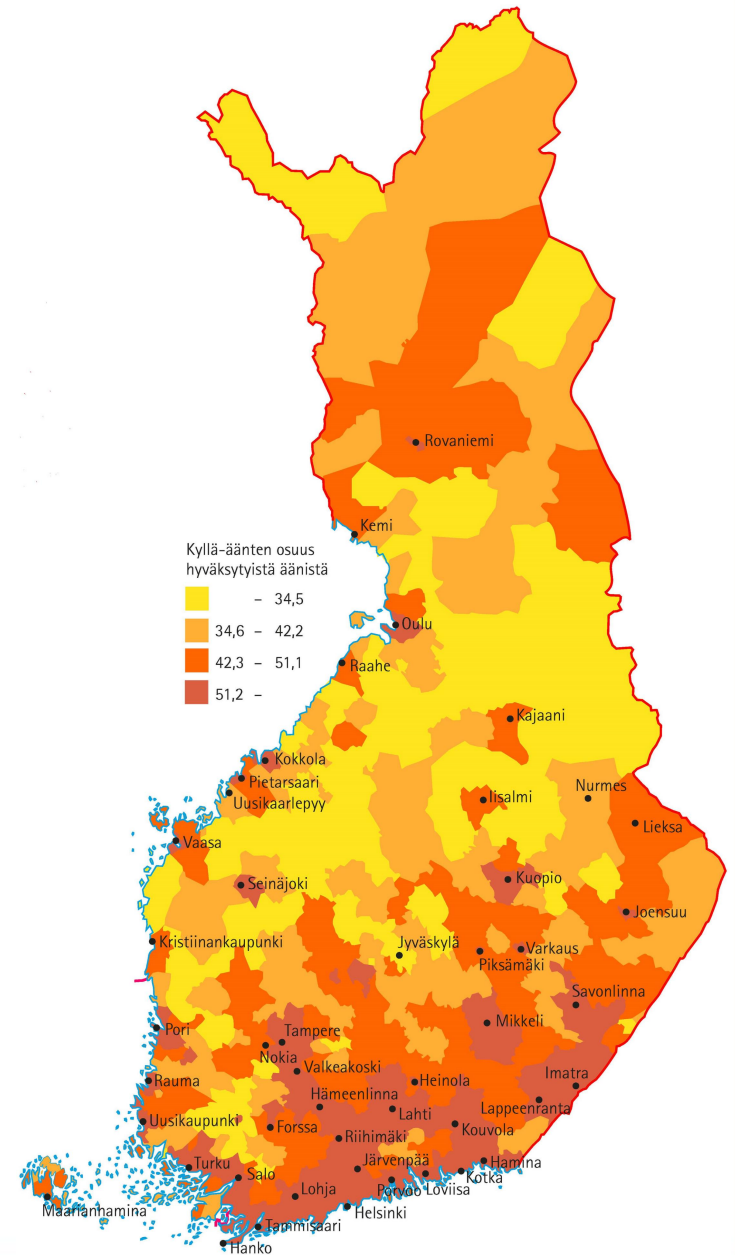 Rovaniemi
Kemi
Kyllä-äänten osuus
hyväksytyistä äänistä
– 34,5
34,6 – 42,2
42,3 – 51,1
51,2 –
Oulu
Raahe
Kajaani
Kokkola
Pietarsaari
Uusikaarlepyy
Iisalmi
Nurmes
Lieksa
Vaasa
Seinäjoki
Kuopio
Joensuu
Kristiinankaupunki
Jyväskylä
Varkaus
Piksämäki
Savonlinna
Pori
Tampere
Mikkeli
Nokia
Valkeakoski
Imatra
Rauma
Heinola
Hämeenlinna
Lappeenranta
Lahti
Uusikaupunki
Forssa
Kouvola
Riihimäki
Turku
Salo
Järvenpää
Hamina
Kotka
Lohja
Porvoo
Loviisa
Maarianhamina
Helsinki
Tammisaari
Hanko